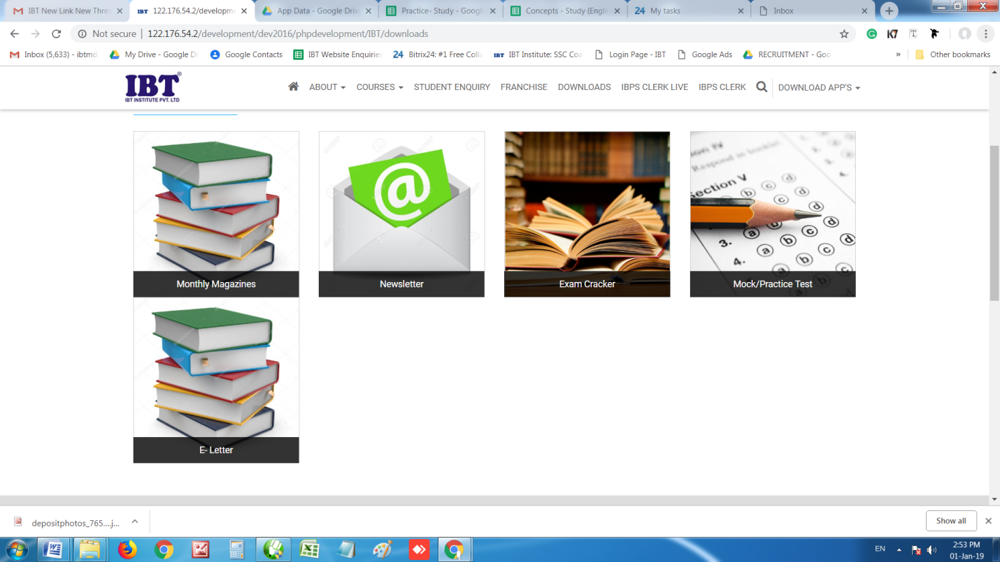 IBT New Link New Thre
122.176.54.2/developm
App Data - Google Driv
Practice- Study - Googl
Concepts - Study (Englis
24 My tasks
Inbox
Not secure | 122.176.54.2/development/dev2016/phpdevelopment/IBT/downloads
K7
Inbox (5,633) - ibtmd
My Drive - Google D
Google Contacts
IBT Website Enquiries
24 Bitrix24: #1 Free Colla
IBT Institute: SSC Coa
Login Page - IBT
Google Ads
RECRUITMENT - Goo
»
Other bookmarks
IBT®
IBT INSTITUTE PVT. LTD
ABOUT
COURSES
STUDENT ENQUIRY
FRANCHISE
DOWNLOADS
IBPS CLERK LIVE
IBPS CLERK
DOWNLOAD APP'S
@
Section V
3. a b c d
4. a b c d
Monthly Magazines
Newsletter
Exam Cracker
Mock/Practice Test
E- Letter
depositphotos_765....j...
Show all
EN
2:53 PM
01-Jan-19